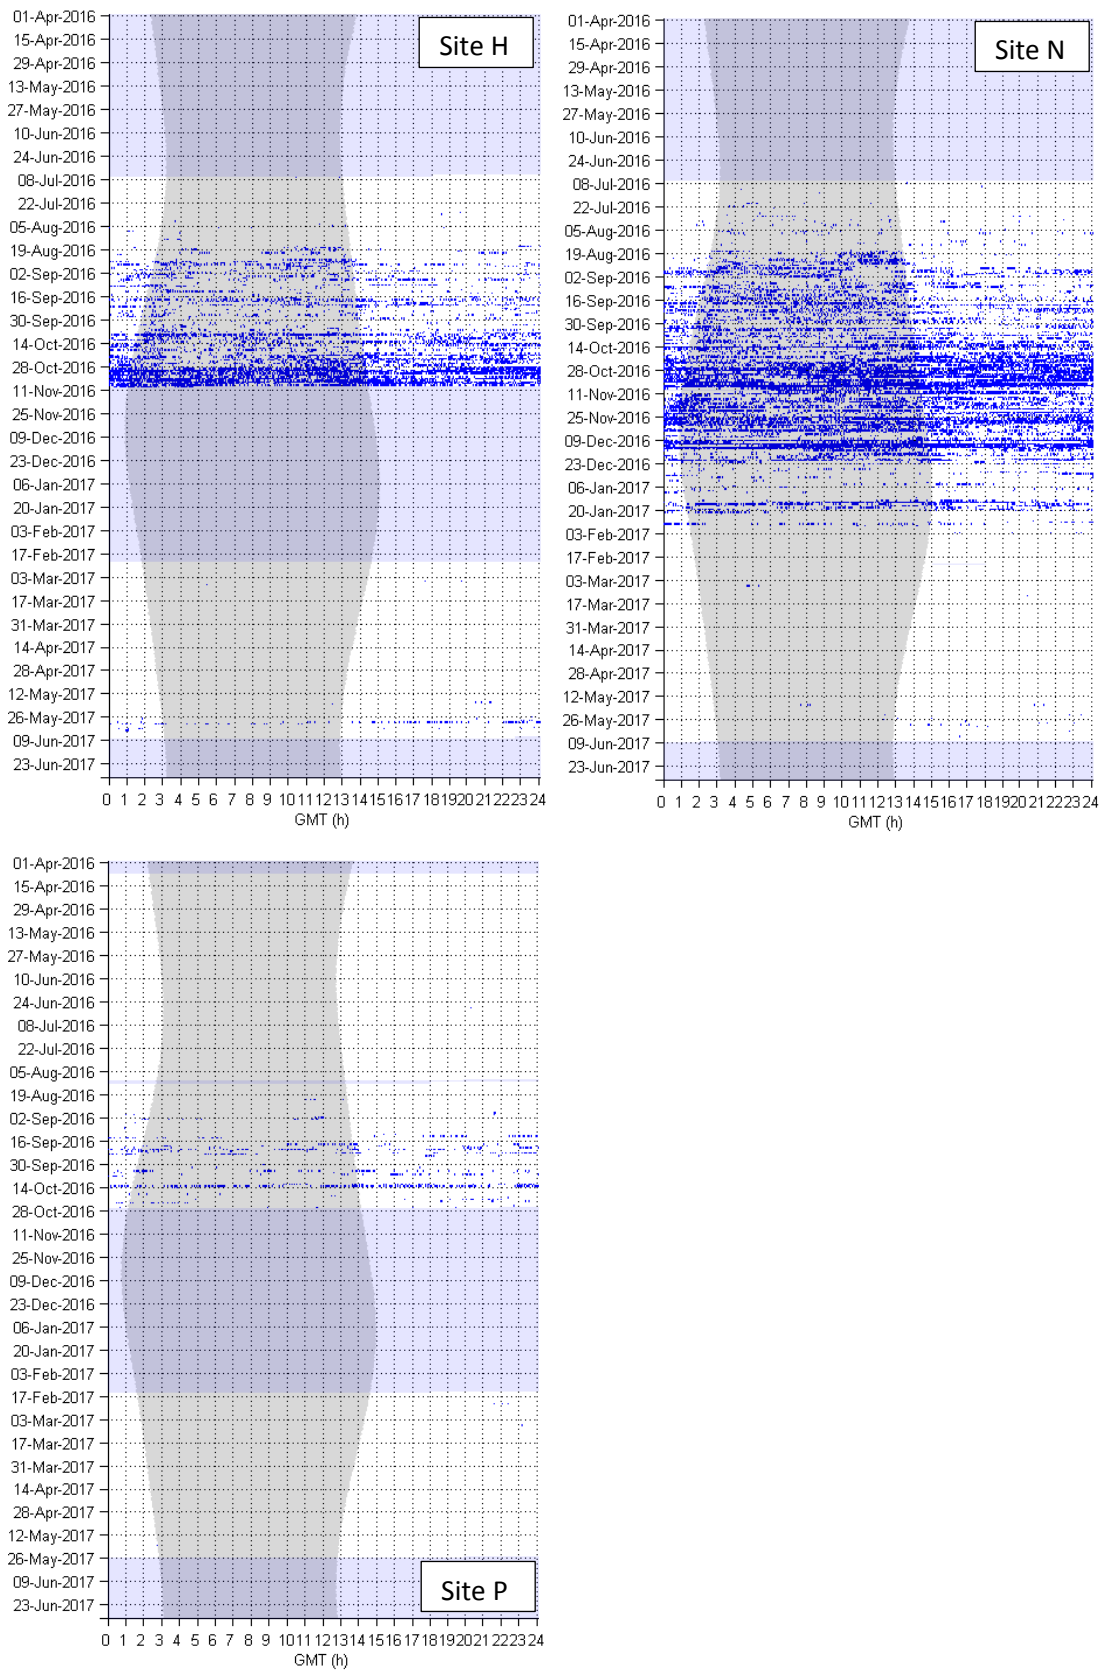 Site H
01-Apr-2016
15-Apr-2016
29-Apr-2016
13-May-2016
27-May-2016
10-Jun-2016
24-Jun-2016
08-Jul-2016
22-Jul-2016
05-Aug-2016
19-Aug-2016
02-Sep-2016
16-Sep-2016
30-Sep-2016
14-Oct-2016
28-Oct-2016
11-Nov-2016
25-Nov-2016
09-Dec-2016
23-Dec-2016
06-Jan-2017
20-Jan-2017
03-Feb-2017
17-Feb-2017
03-Mar-2017
17-Mar-2017
31-Mar-2017
14-Apr-2017
28-Apr-2017
12-May-2017
26-May-2017
09-Jun-2017
23-Jun-2017
0 1 2 3 4 5 6 7 8 9 10 11 12 13 14 15 16 17 18 19 20 21 22 23 24
GMT (h)
Site N
01-Apr-2016
15-Apr-2016
29-Apr-2016
13-May-2016
27-May-2016
10-Jun-2016
24-Jun-2016
08-Jul-2016
22-Jul-2016
05-Aug-2016
19-Aug-2016
02-Sep-2016
16-Sep-2016
30-Sep-2016
14-Oct-2016
28-Oct-2016
11-Nov-2016
25-Nov-2016
09-Dec-2016
23-Dec-2016
06-Jan-2017
20-Jan-2017
03-Feb-2017
17-Feb-2017
03-Mar-2017
17-Mar-2017
31-Mar-2017
14-Apr-2017
28-Apr-2017
12-May-2017
26-May-2017
09-Jun-2017
23-Jun-2017
0 1 2 3 4 5 6 7 8 9 10 11 12 13 14 15 16 17 18 19 20 21 22 23 24
GMT (h)
01-Apr-2016
15-Apr-2016
29-Apr-2016
13-May-2016
27-May-2016
10-Jun-2016
24-Jun-2016
08-Jul-2016
22-Jul-2016
05-Aug-2016
19-Aug-2016
02-Sep-2016
16-Sep-2016
30-Sep-2016
14-Oct-2016
28-Oct-2016
11-Nov-2016
25-Nov-2016
09-Dec-2016
23-Dec-2016
06-Jan-2017
20-Jan-2017
03-Feb-2017
17-Feb-2017
03-Mar-2017
17-Mar-2017
31-Mar-2017
14-Apr-2017
28-Apr-2017
12-May-2017
26-May-2017
09-Jun-2017
23-Jun-2017
Site P
0 1 2 3 4 5 6 7 8 9 10 11 12 13 14 15 16 17 18 19 20 21 22 23 24
GMT (h)